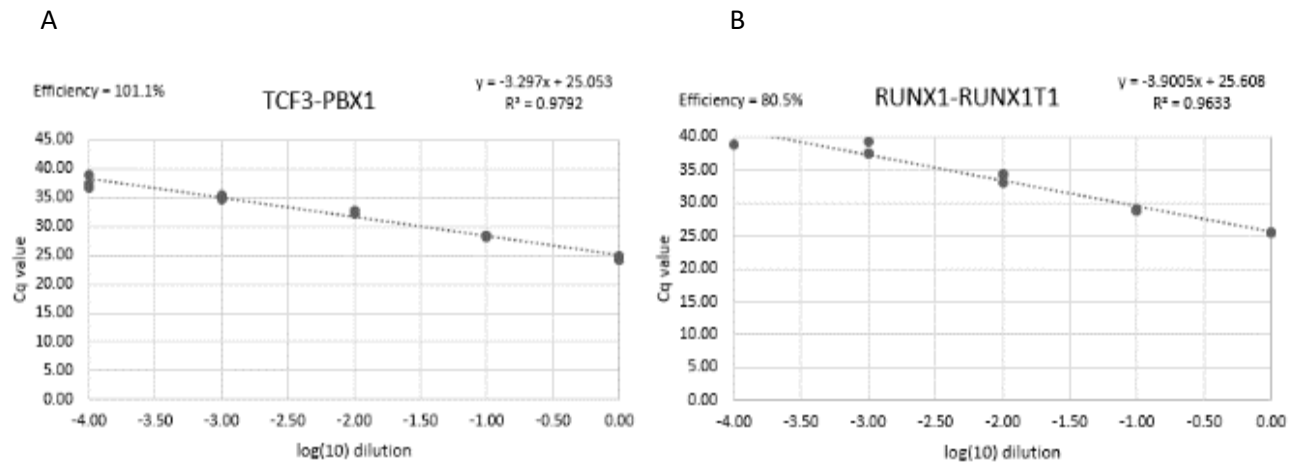 A
B
Efficiency = 101.1%
TCF3-PBX1
y = -3.297x + 25.053
R² = 0.9792
45.00
40.00
35.00
30.00
25.00
20.00
15.00
10.00
5.00
0.00
Cq value
-4.00 -3.50 -3.00 -2.50 -2.00 -1.50 -1.00 -0.50 0.00
log(10) dilution
Efficiency = 80.5%
RUNX1-RUNX1T1
y = -3.9005x + 25.608
R² = 0.9633
40.00
35.00
30.00
25.00
20.00
15.00
10.00
5.00
0.00
Cq value
-4.00 -3.50 -3.00 -2.50 -2.00 -1.50 -1.00 -0.50 0.00
log(10) dilution